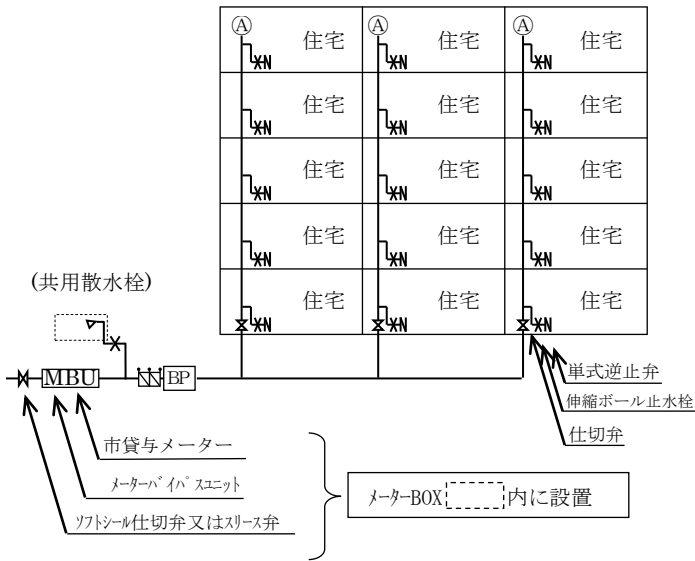 Ⓐ Ⓐ Ⓐ
住宅 住宅 住宅
住宅 住宅 住宅
住宅 住宅 住宅
住宅 住宅 住宅
住宅 住宅 住宅
(共用散水栓)
MBU
BP
単式逆止弁
伸縮ボール止水栓
仕切弁
市貸与メーター
ﾒｰﾀｰﾊﾞｲﾊﾟｽﾕﾆｯﾄ
ｿﾌﾄｼｰﾙ仕切弁又はｽﾘｰｽ弁
ﾒｰﾀｰBOX 内に設置